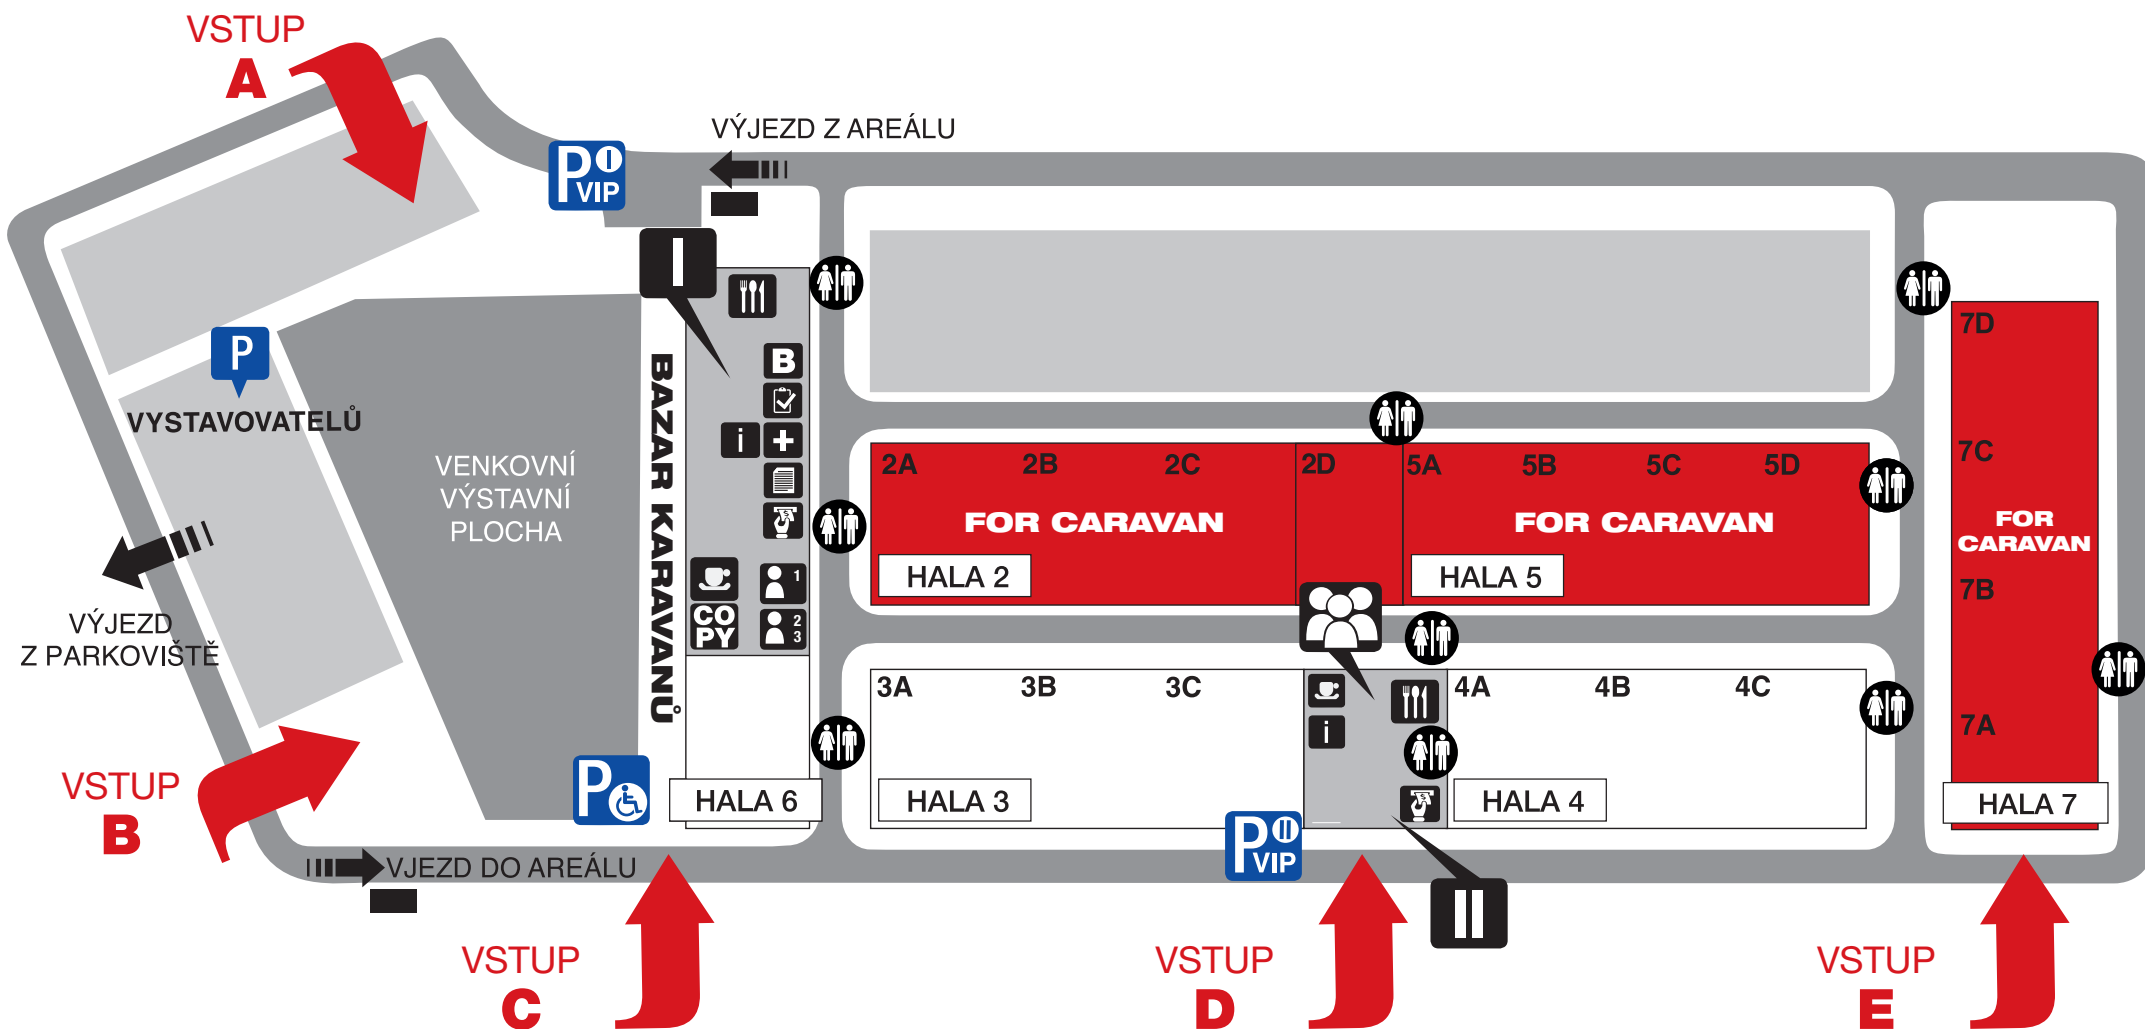 VSTUP
A
VÝJEZD Z AREÁLU
P I
VIP
I
B
i
CO
PY
1
2
3
P
VYSTAVOVATELŮ
VENKOVNÍ
VÝSTAVNÍ
PLOCHA
BAZAR KARAVANŮ
VÝJEZD
Z PARKOVIŠTĚ
2A 2B 2C 2D 5A 5B 5C 5D
FOR CARAVAN FOR CARAVAN
HALA 2 HALA 5
7D
7C
FOR
CARAVAN
7B
7A
HALA 7
3A 3B 3C 4A 4B 4C
i
HALA 6 HALA 3 HALA 4
P
P II
VIP
II
VSTUP
B
VJEZD DO AREÁLU
VSTUP
C
VSTUP
D
VSTUP
E